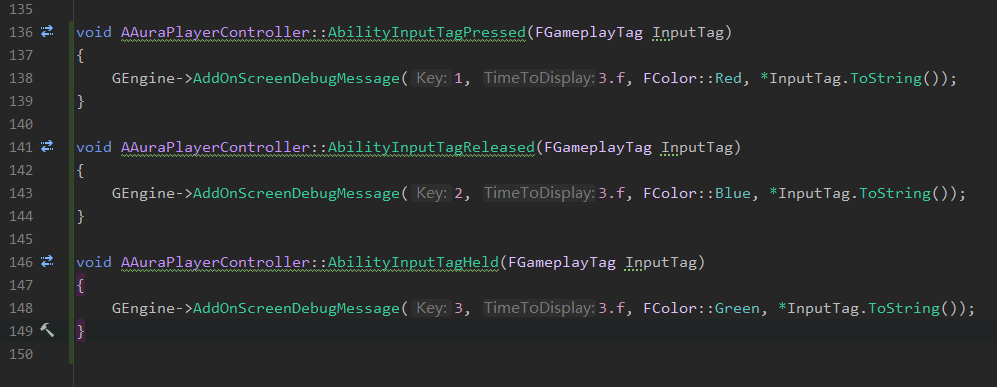 135
136 void AAuraPlayerController::AbilityInputTagPressed(FGameplayTag InputTag)
137 {
138 GEngine->AddOnScreenDebugMessage(Key: 1, TimeToDisplay: 3.f, FColor::Red, *InputTag.ToString());
139 }
140
141 void AAuraPlayerController::AbilityInputTagReleased(FGameplayTag InputTag)
142 {
143 GEngine->AddOnScreenDebugMessage(Key: 2, TimeToDisplay: 3.f, FColor::Blue, *InputTag.ToString());
144 }
145
146 void AAuraPlayerController::AbilityInputTagHeld(FGameplayTag InputTag)
147 {
148 GEngine->AddOnScreenDebugMessage(Key: 3, TimeToDisplay: 3.f, FColor::Green, *InputTag.ToString());
149 }
150